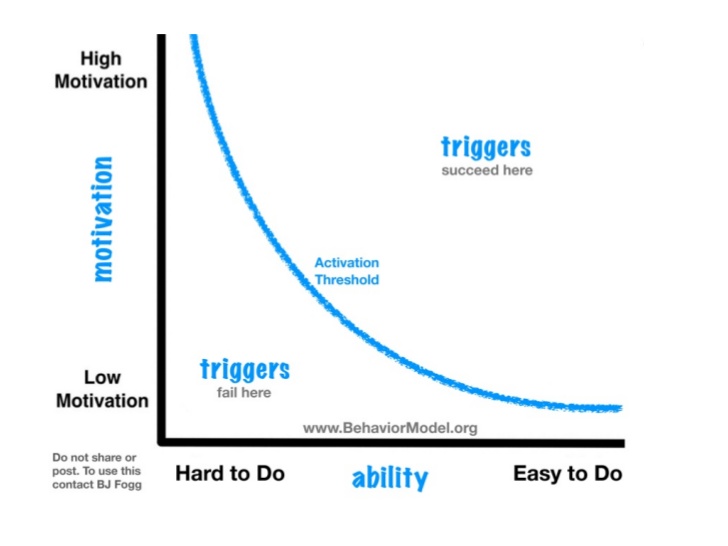 High
Motivation
motivation
triggers
succeed here
Activation
Threshold
triggers
fail here
Low
Motivation
www.BehaviorModel.org
Do not share or
post. To use this
contact BJ Fogg
Hard to Do
ability
Easy to Do